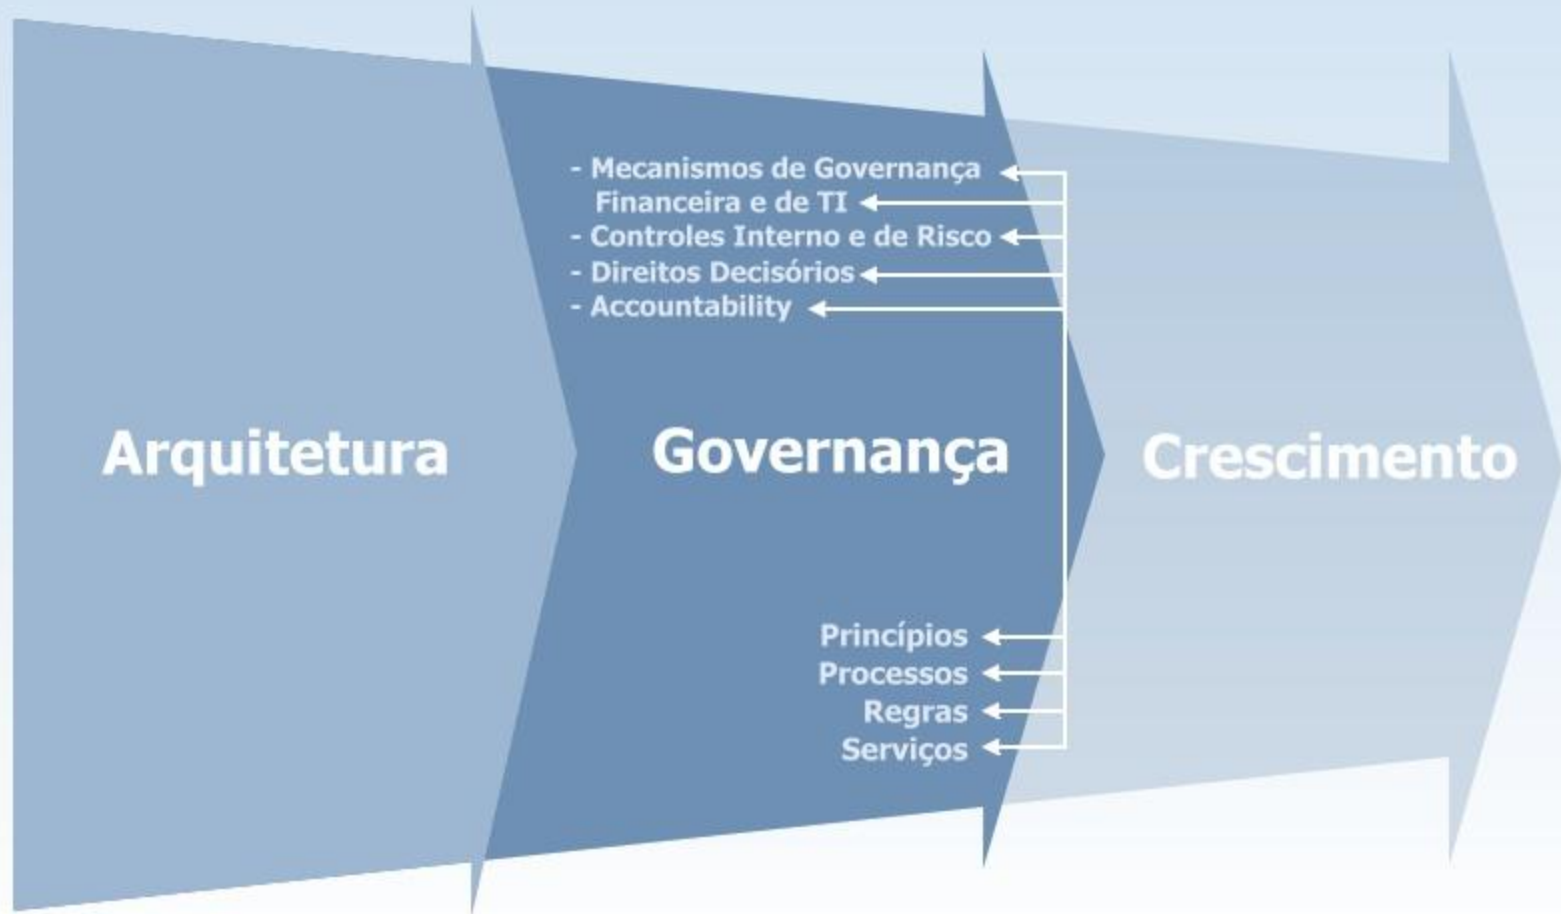 - Mecanismos de Governança
Financeira e de TI
- Controles Interno e de Risco
- Direitos Decisórios
- Accountability
Arquitetura
Governança
Crescimento
Princípios
Processos
Regras
Serviços